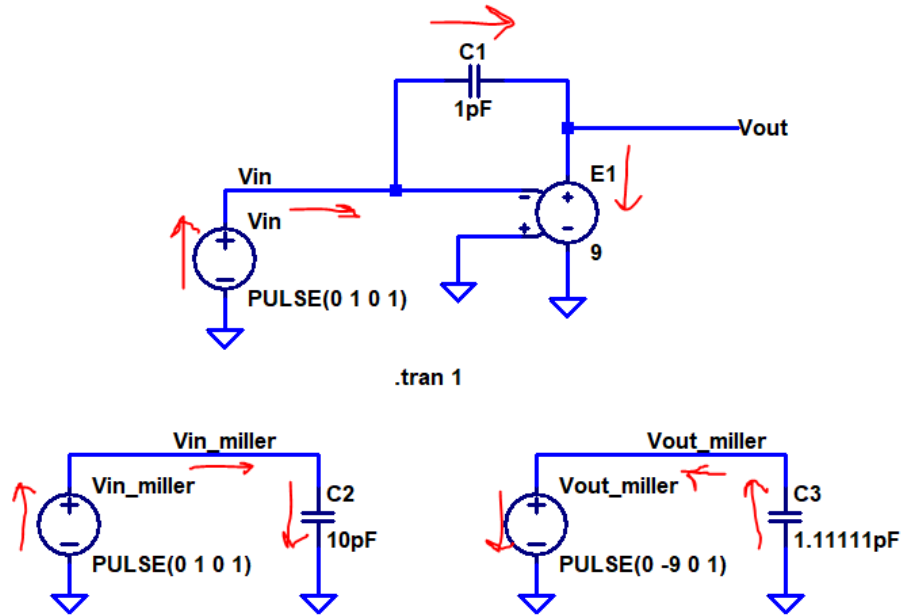 C1
1pF
Vout
Vin
E1
Vin
9
PULSE(0 1 0 1)
.tran 1
Vin_miller
Vin_miller
C2
10pF
PULSE(0 1 0 1)
Vout_miller
Vout_miller
C3
1.11111pF
PULSE(0 -9 0 1)